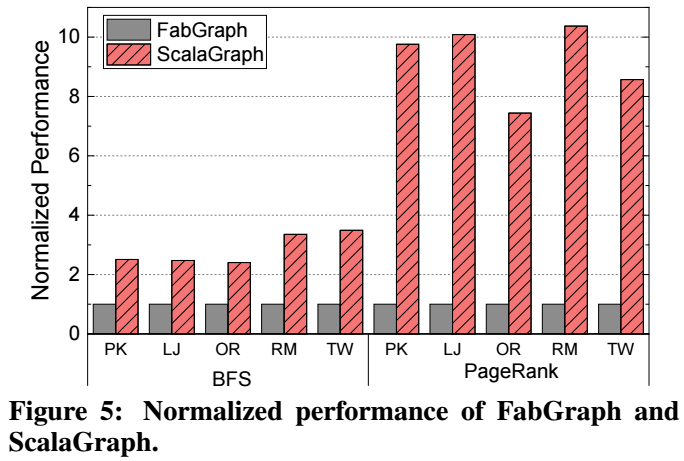 FabGraph
ScalaGraph
Normalized Performance
10
8
6
4
2
0
PK LJ OR RM TW PK LJ OR RM TW
BFS PageRank
Figure 5: Normalized performance of FabGraph and
ScalaGraph.